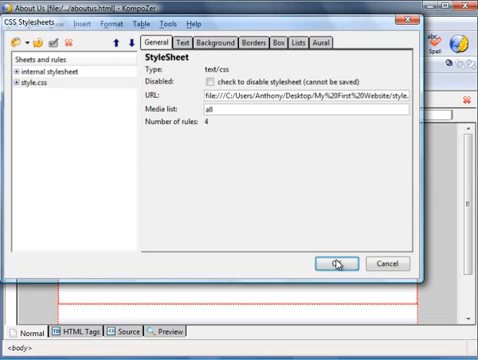 About Us [file:/.../aboutus.html] - KompoZer
CSS Stylesheets
Insert Format Table Tools Help
Sheets and rules
internal stylesheet
style.css
General Text Background Borders Box Lists Aural
StyleSheet
Type: text/css
Disabled: check to disable stylesheet (cannot be saved)
URL: file:///C:/Users/Anthony/Desktop/My%20First%20Website/style.
Media list: all
Number of rules: 4
Cancel
Spell
Normal HTML Tags Source Preview
<body>